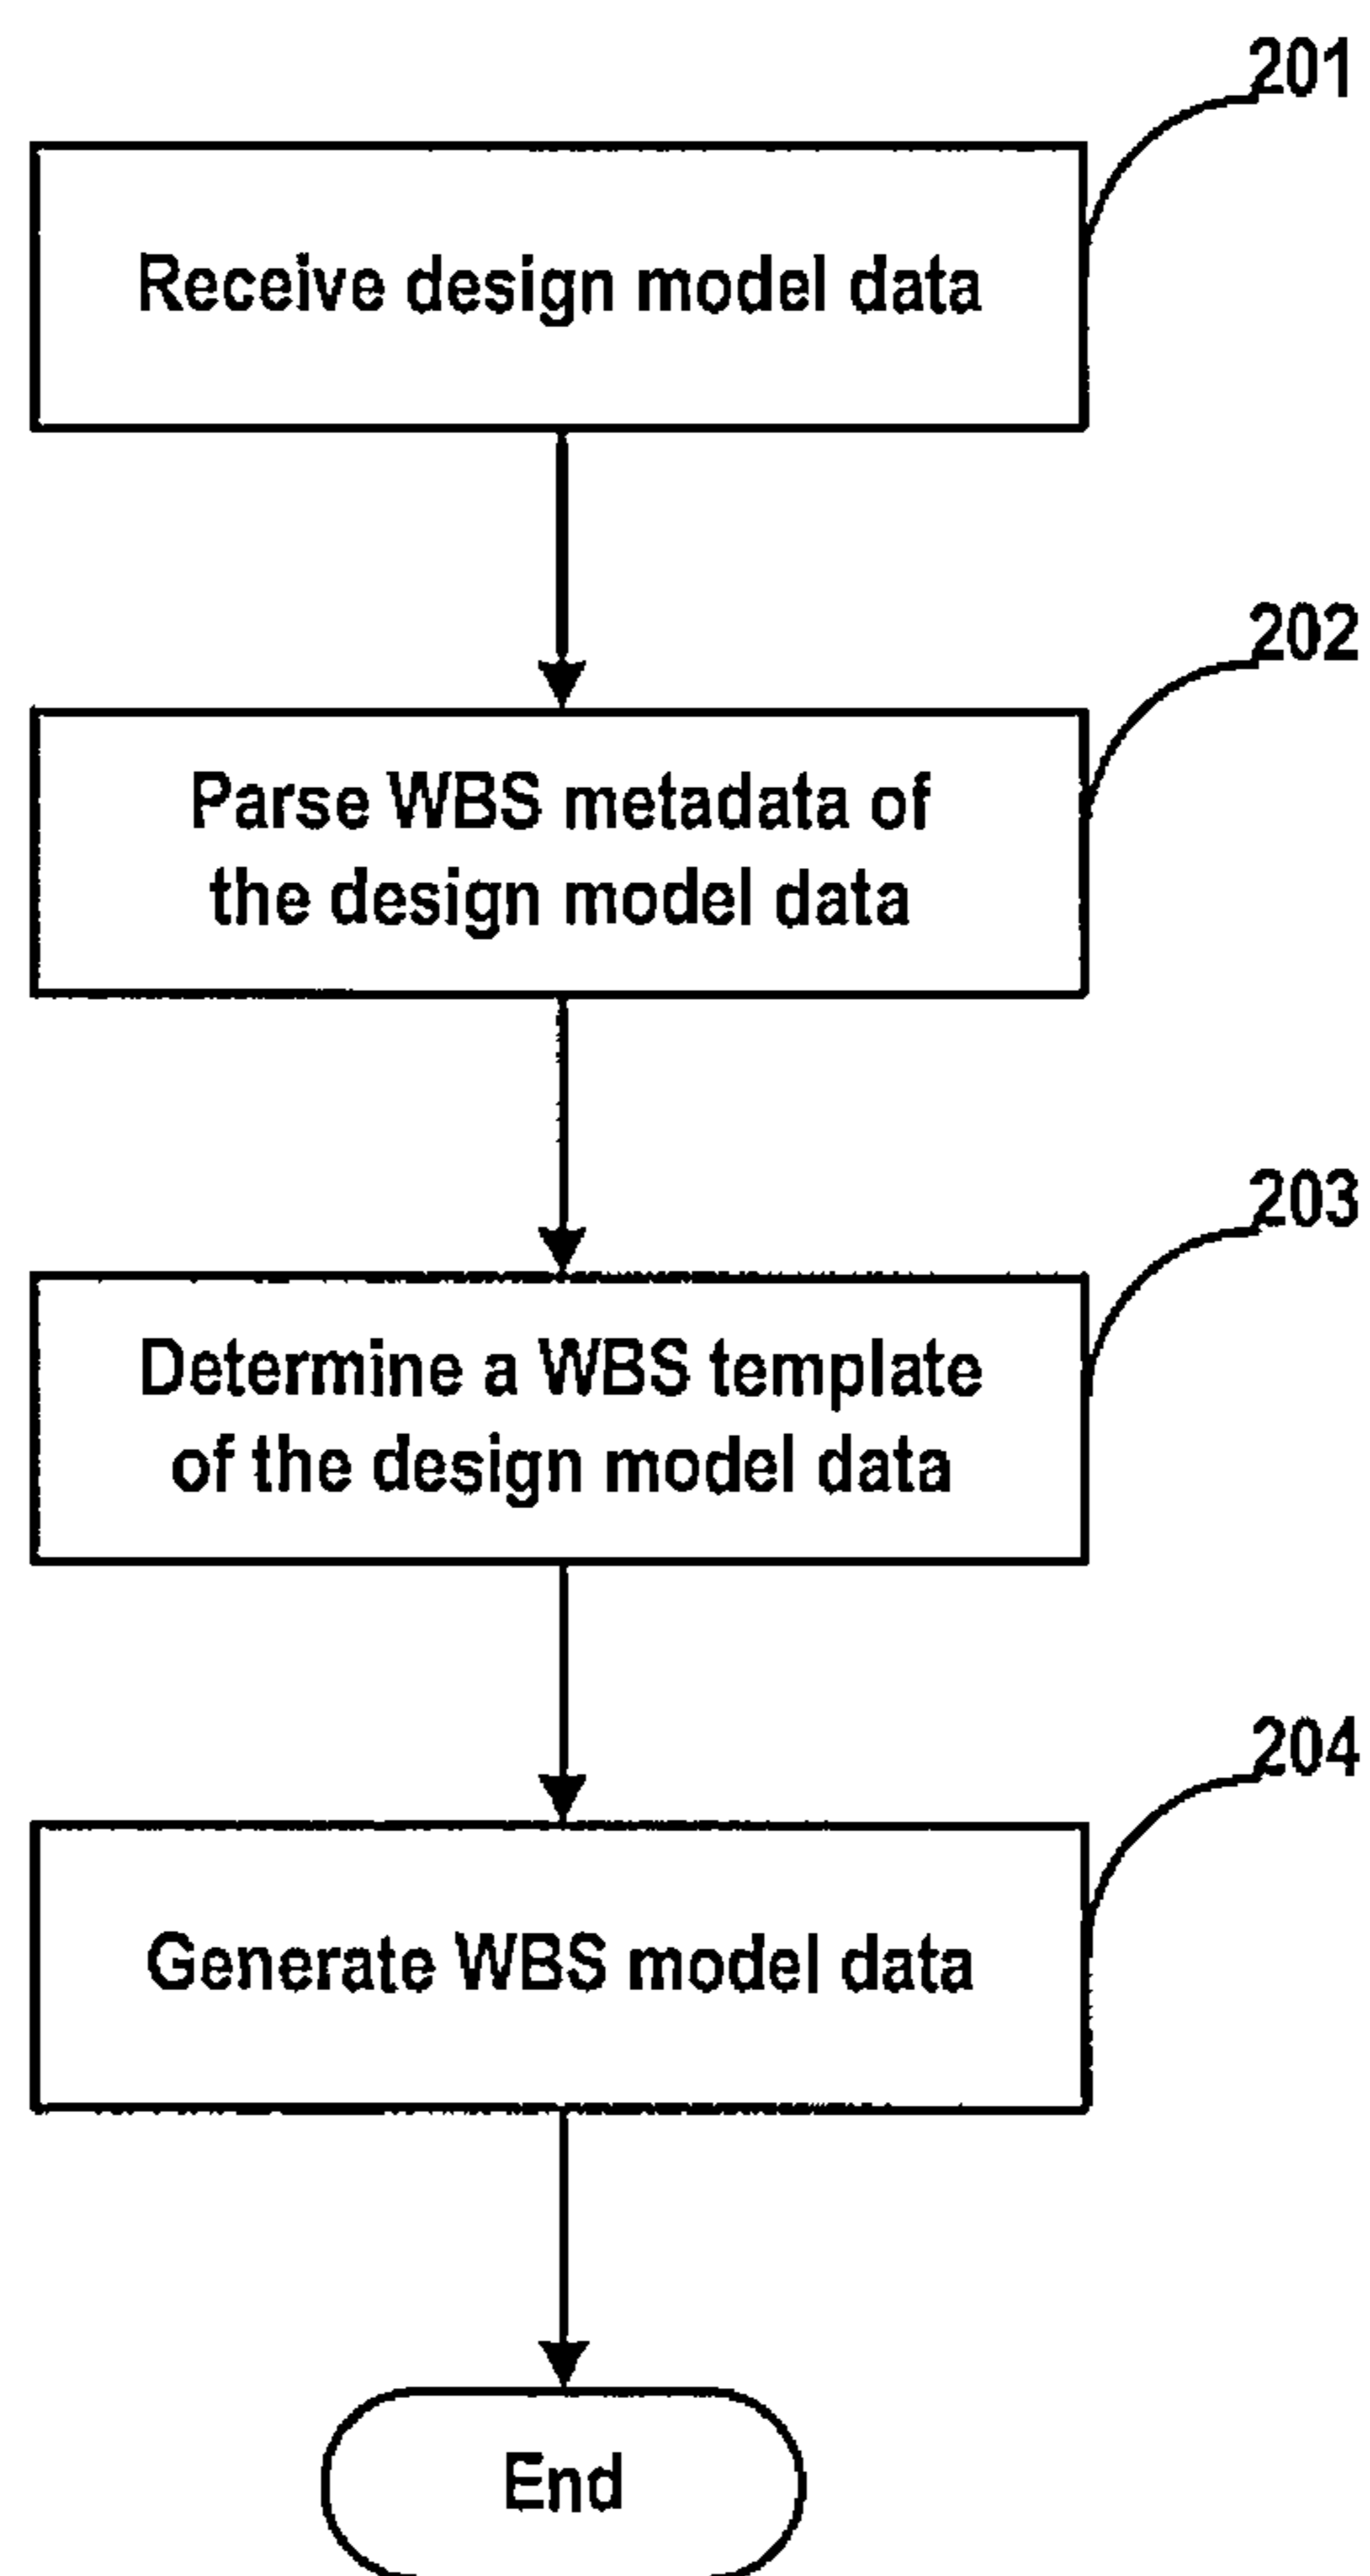 201
Receive design model data
202
Parse WBS metadata of
the design model data
203
Determine a WBS template
of the design model data
204
Generate WBS model data
End